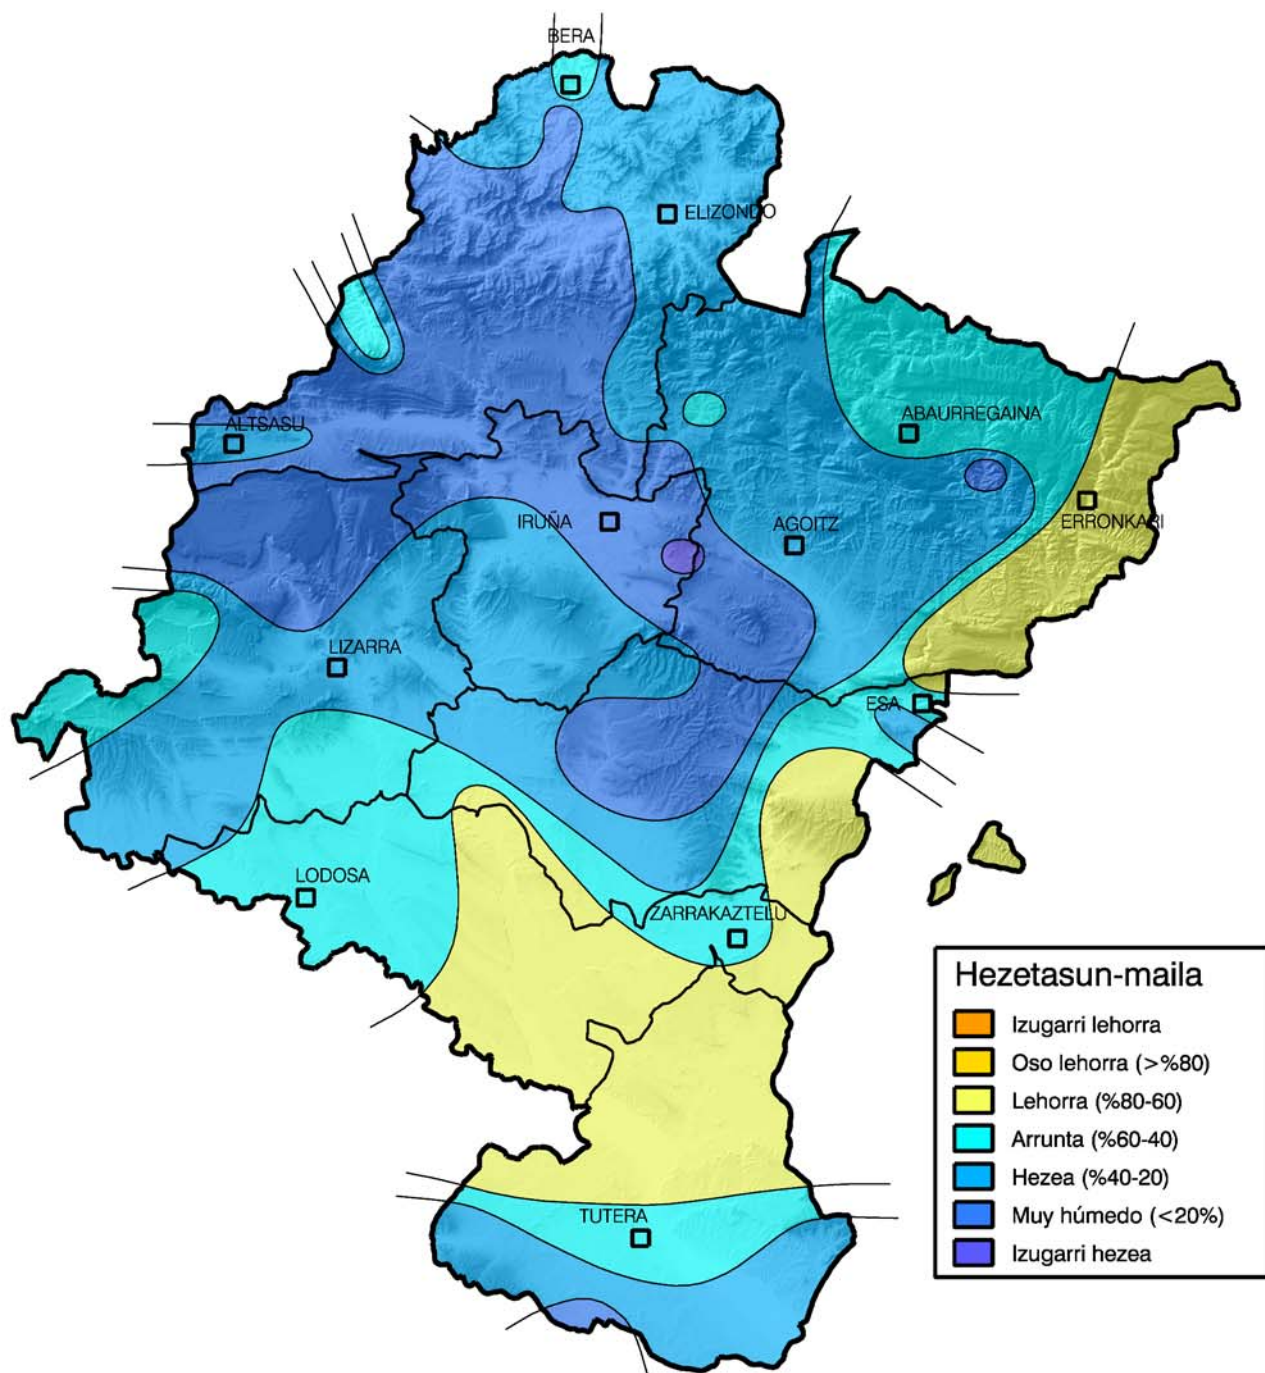 BERA
ELIZONDO
ALTSASU
ABAURREGAINA
IRUÑA
AGOITZ
ERRONKARI
LIZARRA
ESA
LODOSA
ZARRAKAZTELU
TUTERA
Hezetasun-maila
Izugarri lehorra
Oso lehorra (>%80)
Lehorra (%80-60)
Arrunta (%60-40)
Hezea (%40-20)
Muy húmedo (<20%)
Izugarri hezea